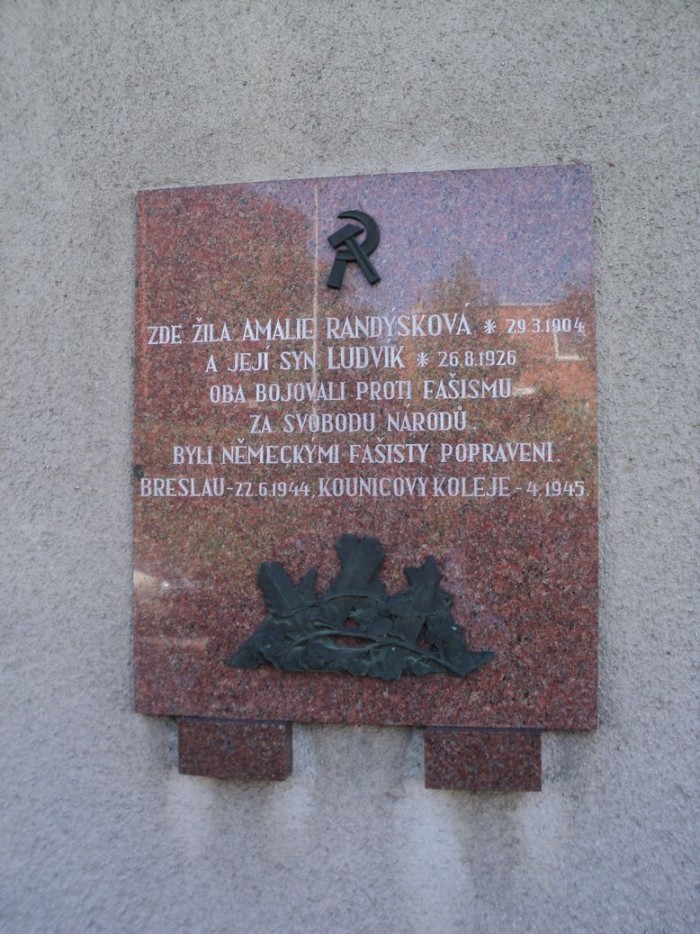 ZDE ŽILA AMALIE RANDÝSKOVÁ * 29.3.1904
A JEJÍ SYN LUDVÍK * 26.8.1926
OBA BOJOVALI PROTI FAŠISMU
ZA SVOBODU NÁRODŮ.
BYLI NĚMECKÝMI FAŠISTY POPRAVENI.
BRESLAU-22.6.1944, KOUNICOVY KOLEJE-4.1945.